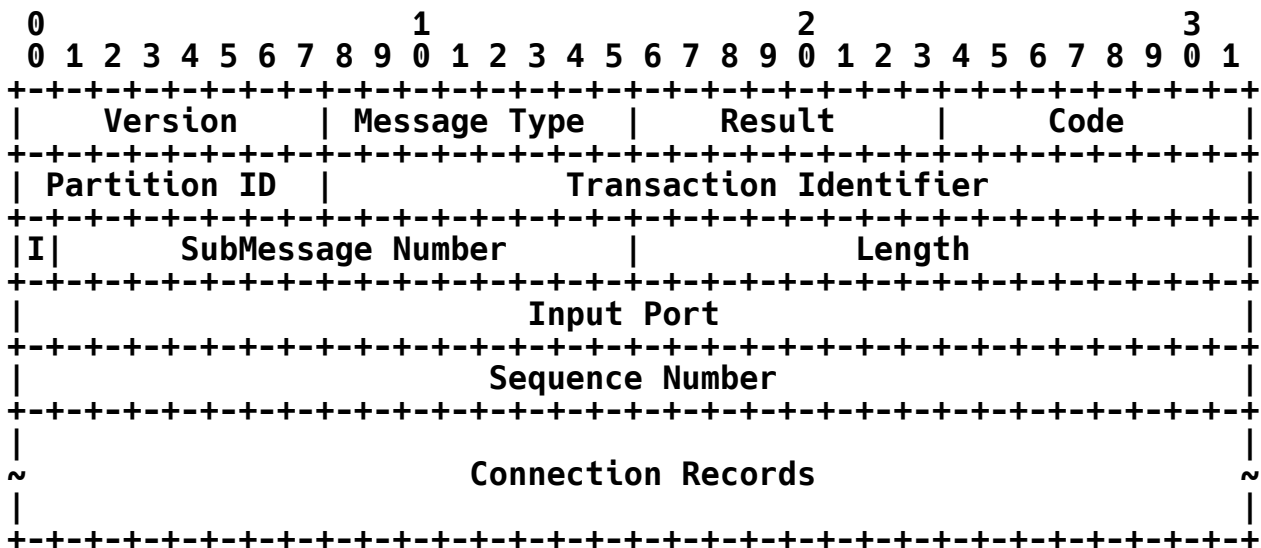 0                   1                   2                   3
 0 1 2 3 4 5 6 7 8 9 0 1 2 3 4 5 6 7 8 9 0 1 2 3 4 5 6 7 8 9 0 1
+-+-+-+-+-+-+-+-+-+-+-+-+-+-+-+-+-+-+-+-+-+-+-+-+-+-+-+-+-+-+-+-+
|    Version    | Message Type  |    Result     |     Code      |
+-+-+-+-+-+-+-+-+-+-+-+-+-+-+-+-+-+-+-+-+-+-+-+-+-+-+-+-+-+-+-+-+
| Partition ID  |            Transaction Identifier             |
+-+-+-+-+-+-+-+-+-+-+-+-+-+-+-+-+-+-+-+-+-+-+-+-+-+-+-+-+-+-+-+-+
|I|      SubMessage Number      |           Length              |
+-+-+-+-+-+-+-+-+-+-+-+-+-+-+-+-+-+-+-+-+-+-+-+-+-+-+-+-+-+-+-+-+
|                          Input Port                           |
+-+-+-+-+-+-+-+-+-+-+-+-+-+-+-+-+-+-+-+-+-+-+-+-+-+-+-+-+-+-+-+-+
|                        Sequence Number                        |
+-+-+-+-+-+-+-+-+-+-+-+-+-+-+-+-+-+-+-+-+-+-+-+-+-+-+-+-+-+-+-+-+
|                                                               |
~                       Connection Records                      ~
|                                                               |
+-+-+-+-+-+-+-+-+-+-+-+-+-+-+-+-+-+-+-+-+-+-+-+-+-+-+-+-+-+-+-+-+